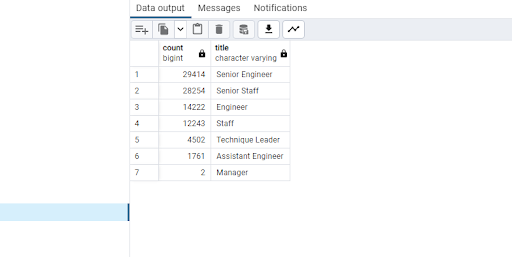 Data output Messages Notifications
count title
bigint character varying
1 29414 Senior Engineer
2 28254 Senior Staff
3 14222 Engineer
4 12243 Staff
5 4502 Technique Leader
6 1761 Assistant Engineer
7 2 Manager